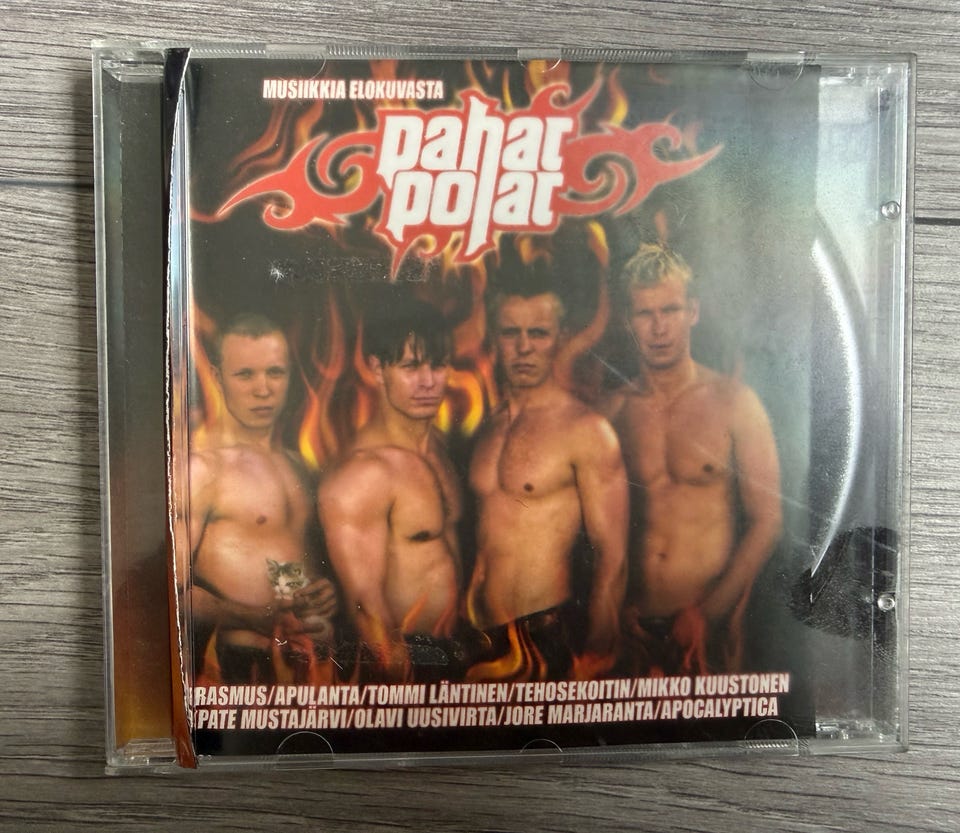 MUSIIKKIA ELOKUVASTA
pahat
pojat
RASMUS/APULANTA/TOMMI LÄNTINEN/TEHOSEKOITIN/MIKKO KUUSTONEN
PATE MUSTAJÄRVI/OLAVI UUSIVIRTA/JORE MARJARANTA/APOCALYPTICA